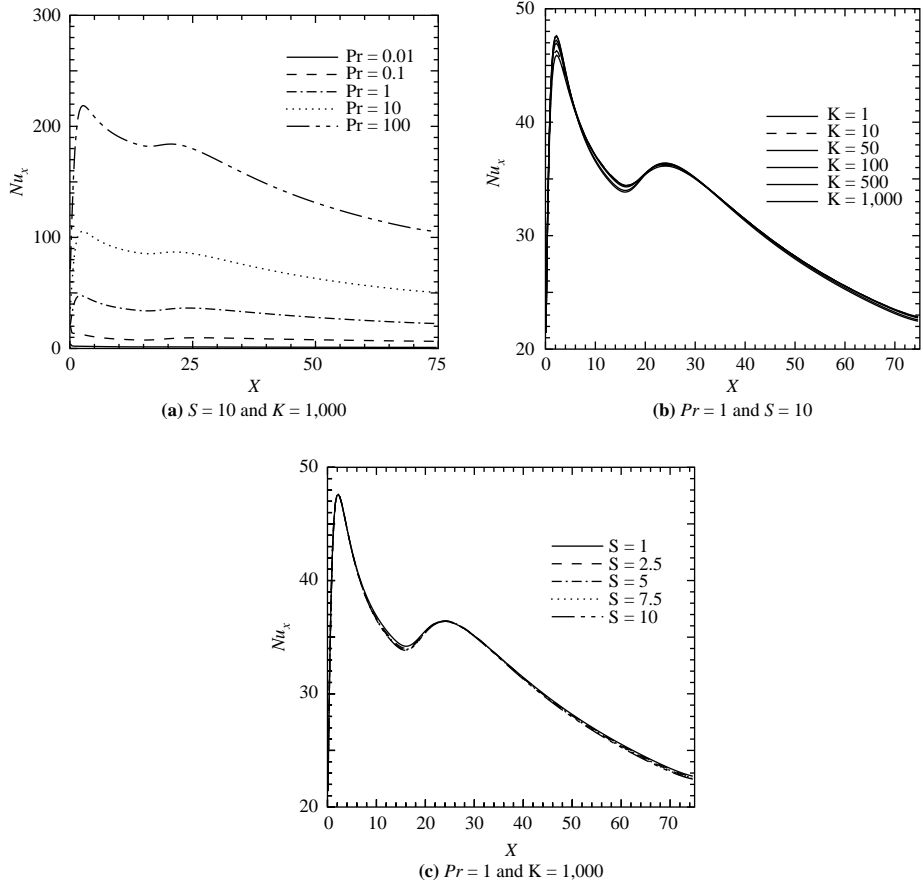 300
200
100
0
Nu_x
Pr = 0.01
Pr = 0.1
Pr = 1
Pr = 10
Pr = 100
0 25 50 75
X
(a) S = 10 and K = 1,000
50
40
30
20
Nu_x
K = 1
K = 10
K = 50
K = 100
K = 500
K = 1,000
0 10 20 30 40 50 60 70
X
(b) Pr = 1 and S = 10
50
40
30
20
Nu_x
S = 1
S = 2.5
S = 5
S = 7.5
S = 10
0 10 20 30 40 50 60 70
X
(c) Pr = 1 and K = 1,000